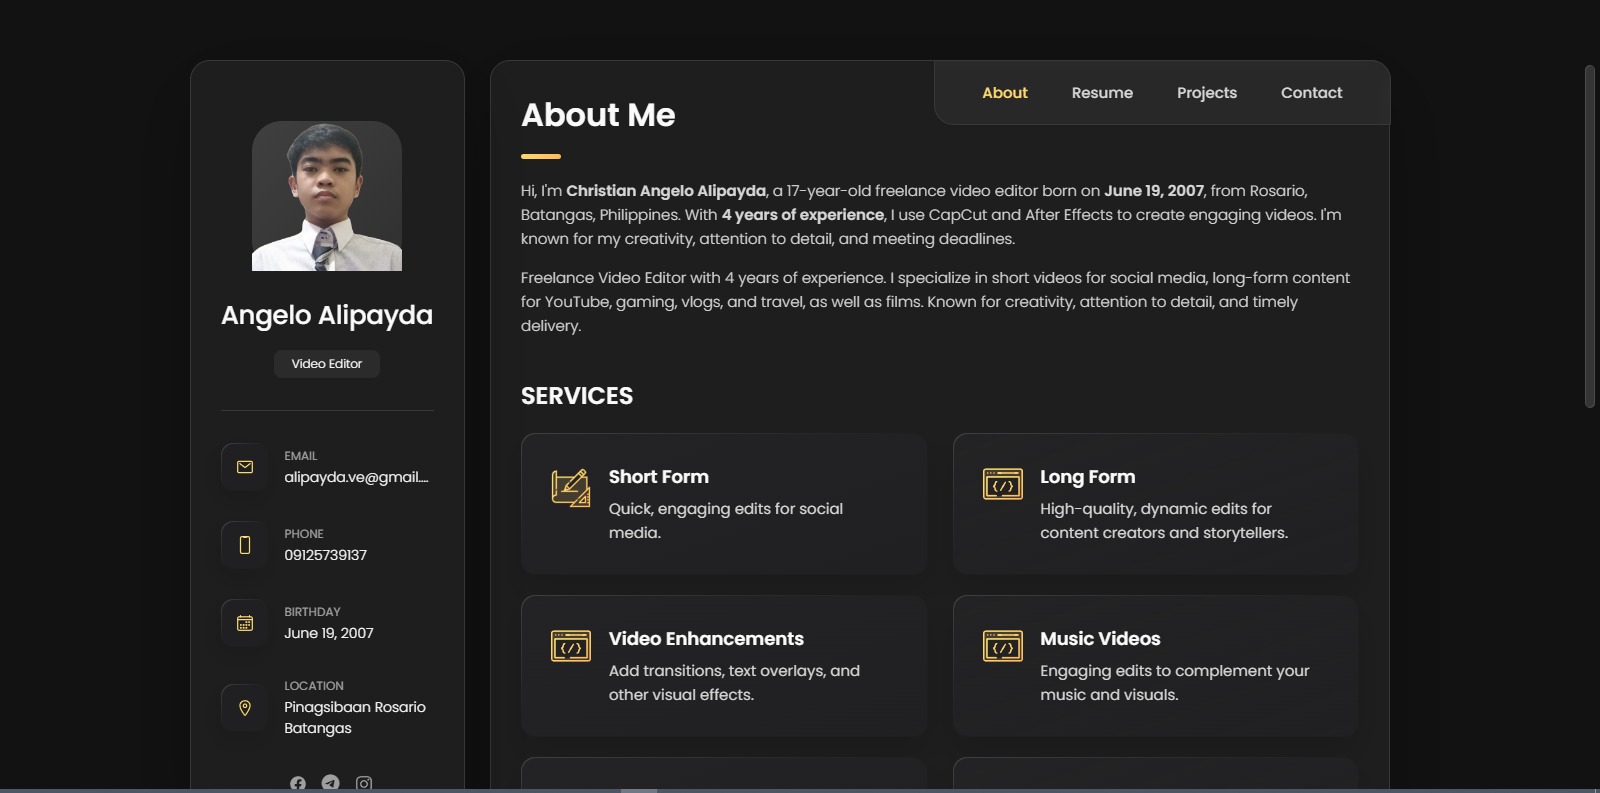 About
Resume
Projects
Contact
About Me
Hi, I'm Christian Angelo Alipayda, a 17-year-old freelance video editor born on June 19, 2007, from Rosario,
Batangas, Philippines. With 4 years of experience, I use CapCut and After Effects to create engaging videos. I'm
known for my creativity, attention to detail, and meeting deadlines.
Freelance Video Editor with 4 years of experience. I specialize in short videos for social media, long-form content
for YouTube, gaming, vlogs, and travel, as well as films. Known for creativity, attention to detail, and timely
delivery.
Angelo Alipayda
Video Editor
EMAIL
alipayda.ve@gmail....
PHONE
09125739137
BIRTHDAY
June 19, 2007
LOCATION
Pinagsibaan Rosario
Batangas
SERVICES
Short Form
Quick, engaging edits for social
media.
Long Form
High-quality, dynamic edits for
content creators and storytellers.
Video Enhancements
Add transitions, text overlays, and
other visual effects.
Music Videos
Engaging edits to complement your
music and visuals.